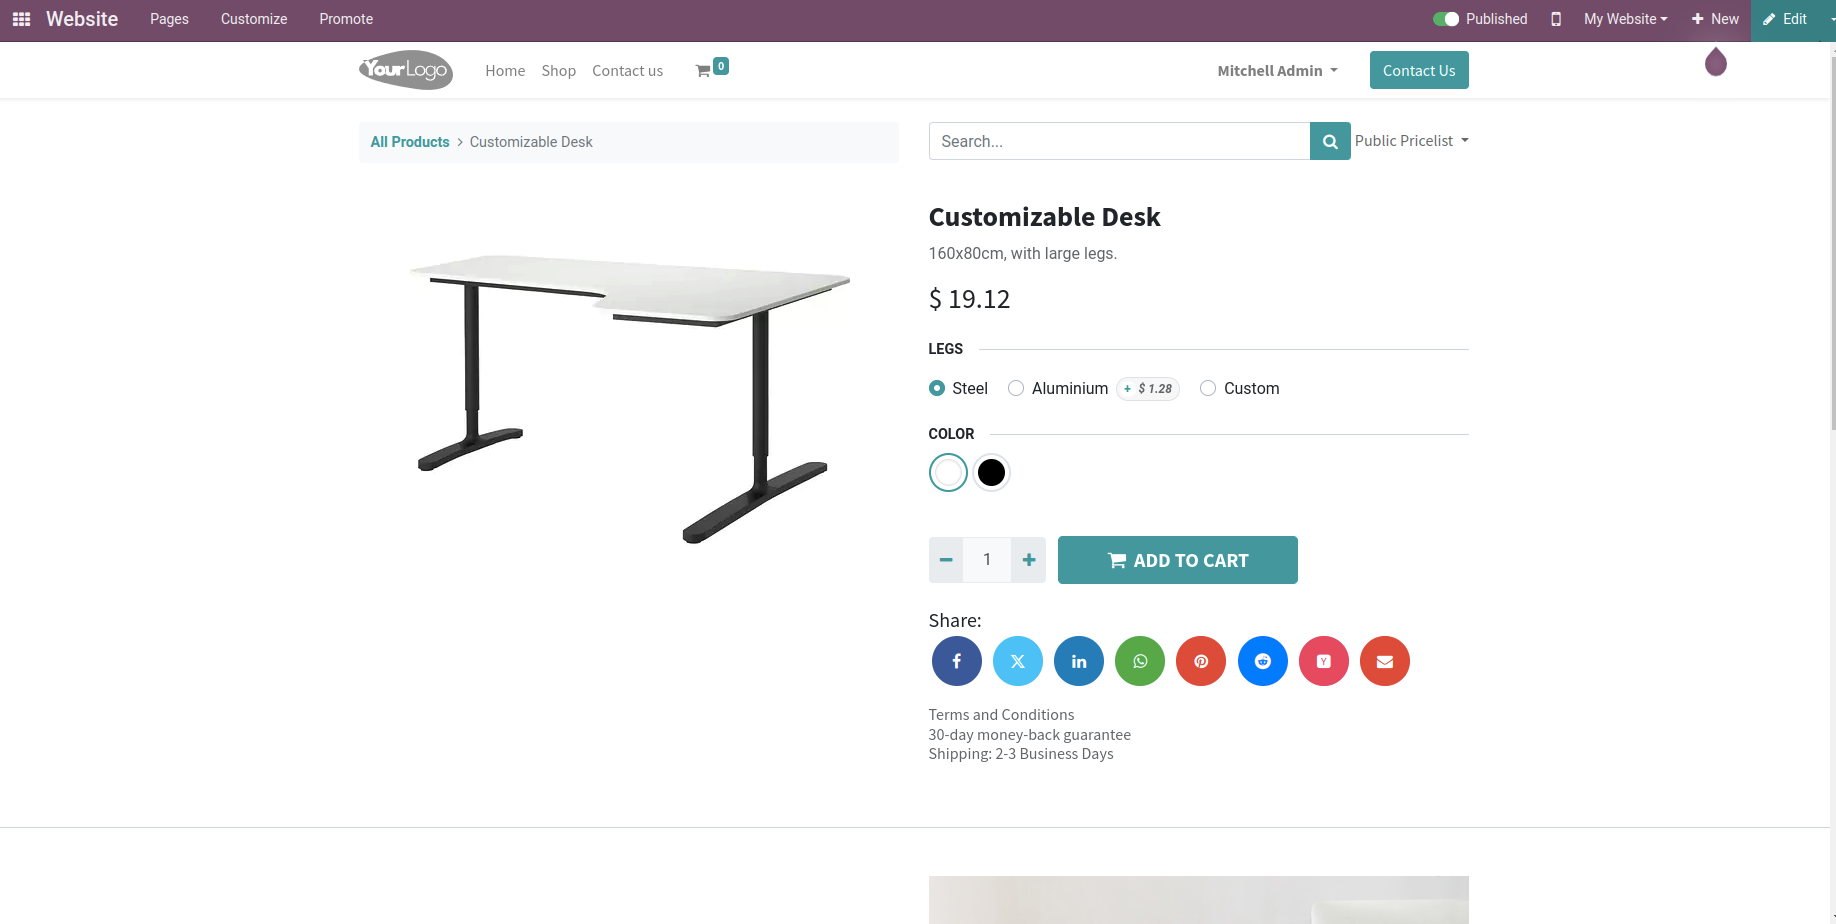 Website Pages Customize Promote Published My Website New Edit
YourLogo Home Shop Contact us 0 Mitchell Admin Contact Us
All Products > Customizable Desk Search... Public Pricelist
Customizable Desk
160x80cm, with large legs.
$ 19.12
LEGS
Steel Aluminium + $ 1.28 Custom
COLOR
1 ADD TO CART
Share:
Terms and Conditions
30-day money-back guarantee
Shipping: 2-3 Business Days